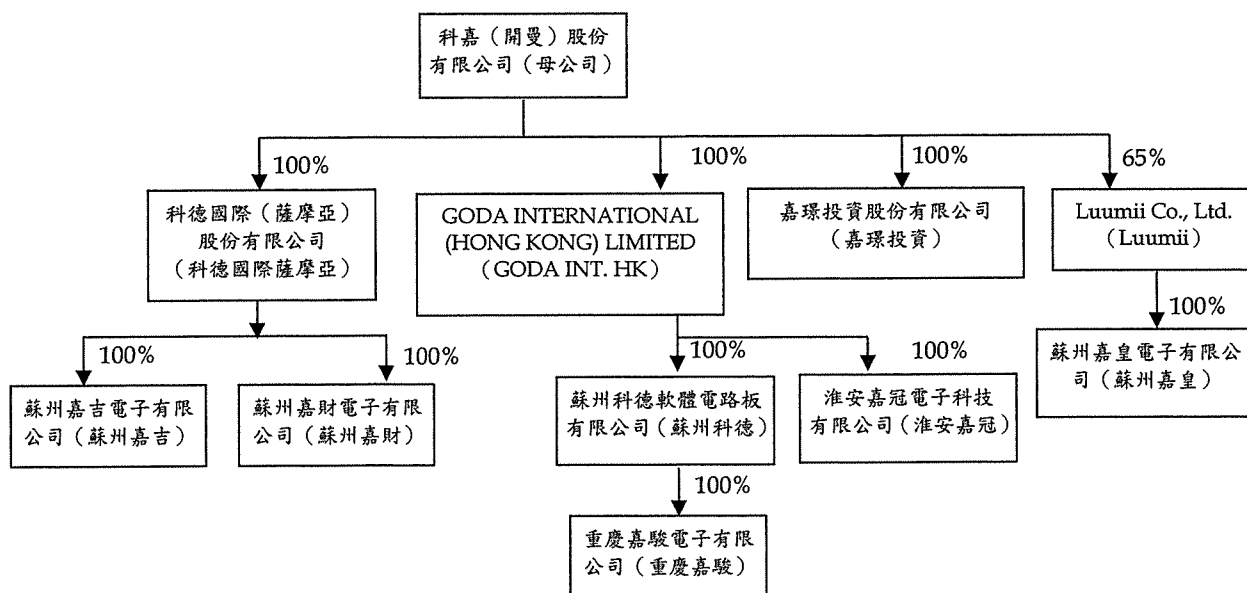 科嘉（開曼）股份
有限公司（母公司）
100%
100%
100%
65%
科德國際（薩摩亞）
股份有限公司
（科德國際薩摩亞）
GODA INTERNATIONAL
(HONG KONG) LIMITED
（GODA INT. HK）
嘉璟投資股份有限公司
（嘉璟投資）
Luumii Co., Ltd.
（Luumii）
100%
100%
100%
100%
100%
蘇州嘉吉電子有限
公司（蘇州嘉吉）
蘇州嘉財電子有限
公司（蘇州嘉財）
蘇州科德軟體電路板
有限公司（蘇州科德）
淮安嘉冠電子科技
有限公司（淮安嘉冠）
蘇州嘉皇電子有限公
司（蘇州嘉皇）
100%
重慶嘉駿電子有限
公司（重慶嘉駿）